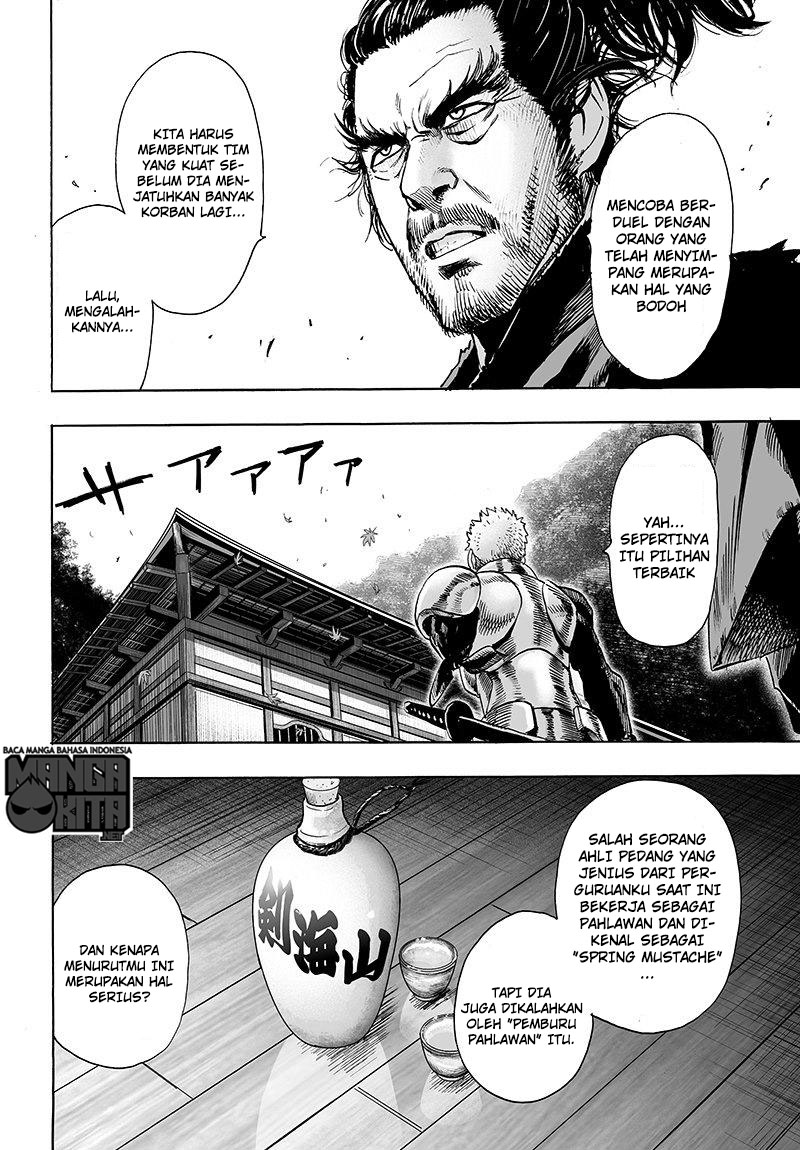 MENCOBA BER-
DUEL DENGAN
ORANG YANG
TELAH MENYIM-
PANG MERUPA-
KAN HAL YANG
BODOH
KITA HARUS
MEMBENTUK TIM
YANG KUAT SE-
BELUM DIA MEN-
JATUHKAN BANYAK
KORBAN LAGI...
LALU,
MENGALAH-
KANNYA...
YAH...
SEPERTINYA
ITU PILIHAN
TERBAIK
サァァァァ
BACA MANGA BAHASA INDONESIA
MANGA
KITA
.NET
SALAH SEORANG
AHLI PEDANG YANG
JENIUS DARI PER-
GURUANKU SAAT INI
BEKERJA SEBAGAI
PAHLAWAN DAN DI-
KENAL SEBAGAI
"SPRING MUSTACHE"
...
TAPI DIA
JUGA DIKALAHKAN
OLEH "PEMBURU
PAHLAWAN" ITU.
剣海山
DAN KENAPA
MENURUTMU INI
MERUPAKAN HAL
SERIUS?